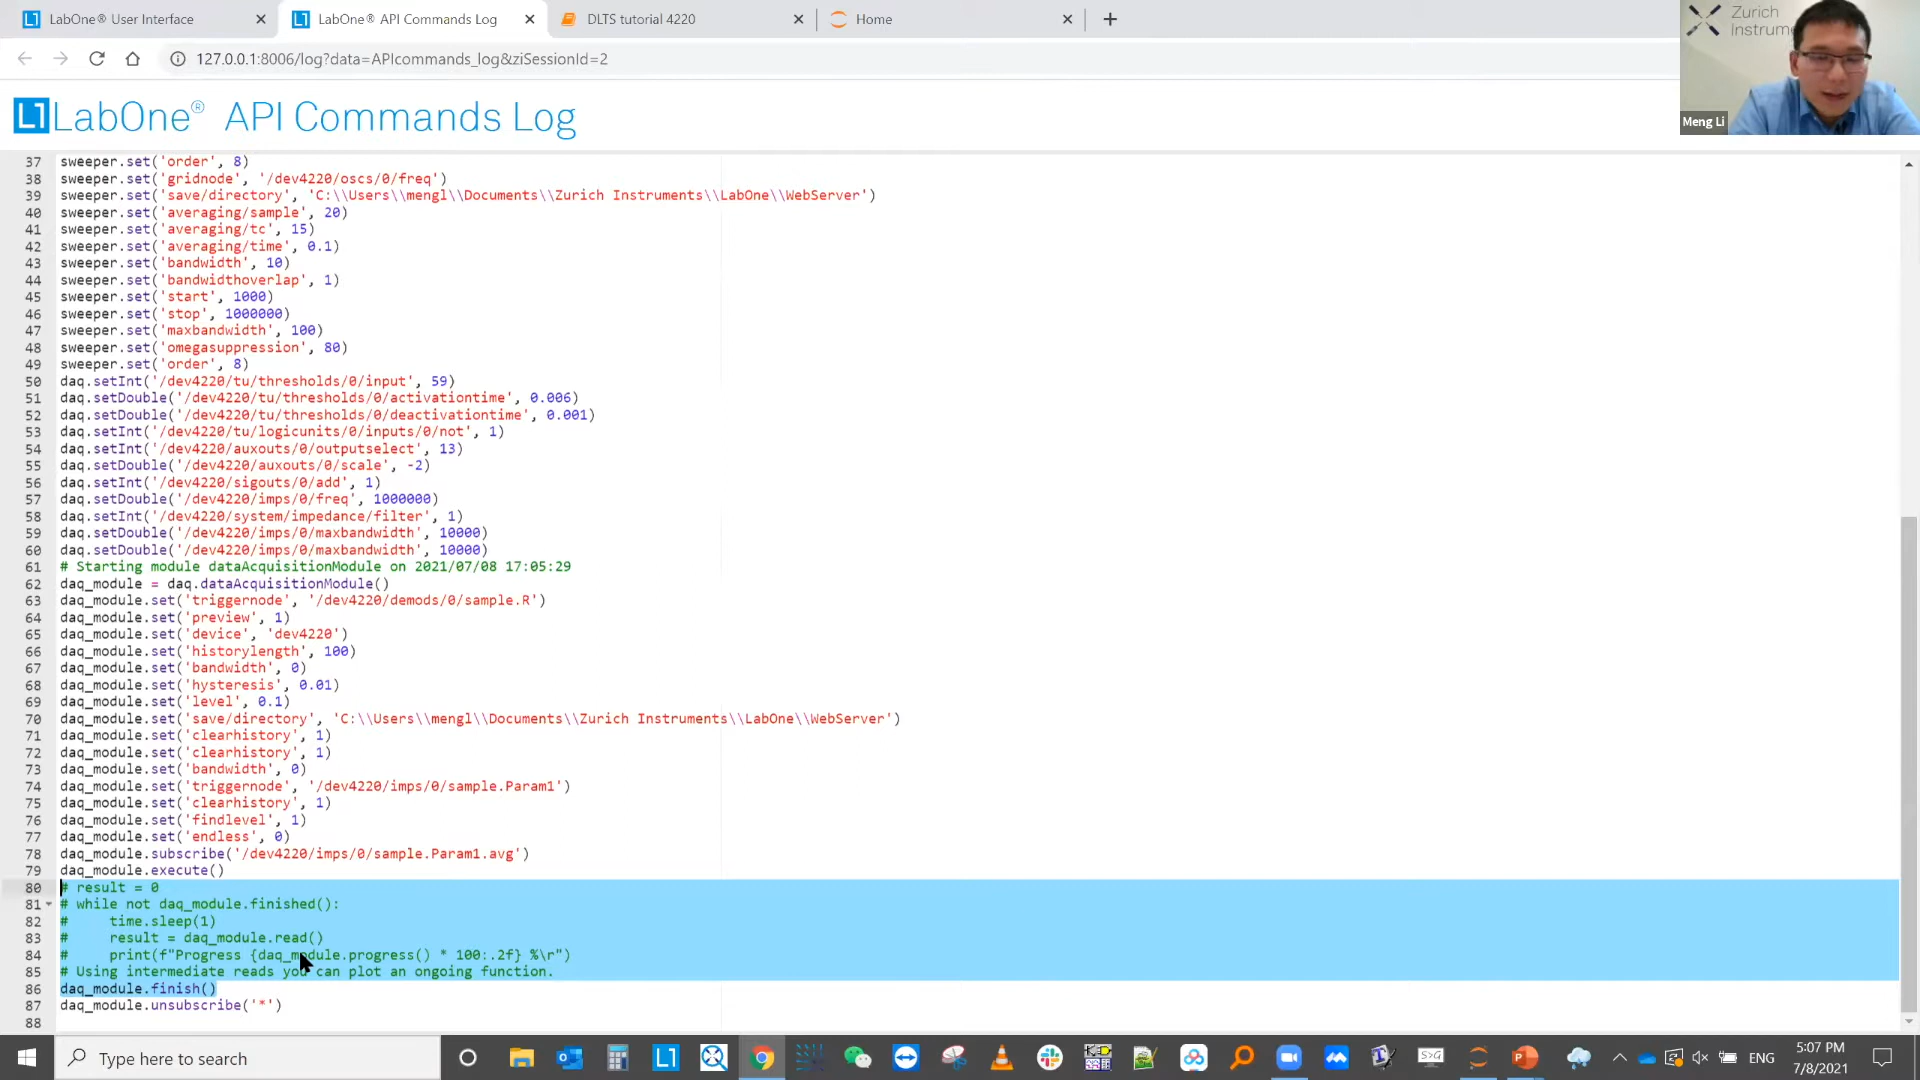 LabOne® User Interface
LabOne® API Commands Log
DLTS tutorial 4220
Home
127.0.0.1:8006/log?data=APIcommands_log&ziSessionId=2
Zurich
Instrume
Meng Li
LabOne® API Commands Log
37 sweeper.set('order', 8)
38 sweeper.set('gridnode', '/dev4220/oscs/0/freq')
39 sweeper.set('save/directory', 'C:\\Users\\mengl\\Documents\\Zurich Instruments\\LabOne\\WebServer')
40 sweeper.set('averaging/sample', 20)
41 sweeper.set('averaging/tc', 15)
42 sweeper.set('averaging/time', 0.1)
43 sweeper.set('bandwidth', 10)
44 sweeper.set('bandwidthoverlap', 1)
45 sweeper.set('start', 1000)
46 sweeper.set('stop', 1000000)
47 sweeper.set('maxbandwidth', 100)
48 sweeper.set('omegasuppression', 80)
49 sweeper.set('order', 8)
50 daq.setInt('/dev4220/tu/thresholds/0/input', 59)
51 daq.setDouble('/dev4220/tu/thresholds/0/activationtime', 0.006)
52 daq.setDouble('/dev4220/tu/thresholds/0/deactivationtime', 0.001)
53 daq.setInt('/dev4220/tu/logicunits/0/inputs/0/not', 1)
54 daq.setInt('/dev4220/auxouts/0/outputselect', 13)
55 daq.setDouble('/dev4220/auxouts/0/scale', -2)
56 daq.setInt('/dev4220/sigouts/0/add', 1)
57 daq.setDouble('/dev4220/imps/0/freq', 1000000)
58 daq.setInt('/dev4220/system/impedance/filter', 1)
59 daq.setDouble('/dev4220/imps/0/maxbandwidth', 10000)
60 daq.setDouble('/dev4220/imps/0/maxbandwidth', 10000)
61 # Starting module dataAcquisitionModule on 2021/07/08 17:05:29
62 daq_module = daq.dataAcquisitionModule()
63 daq_module.set('triggernode', '/dev4220/demods/0/sample.R')
64 daq_module.set('preview', 1)
65 daq_module.set('device', 'dev4220')
66 daq_module.set('historylength', 100)
67 daq_module.set('bandwidth', 0)
68 daq_module.set('hysteresis', 0.01)
69 daq_module.set('level', 0.1)
70 daq_module.set('save/directory', 'C:\\Users\\mengl\\Documents\\Zurich Instruments\\LabOne\\WebServer')
71 daq_module.set('clearhistory', 1)
72 daq_module.set('clearhistory', 1)
73 daq_module.set('bandwidth', 0)
74 daq_module.set('triggernode', '/dev4220/imps/0/sample.Param1')
75 daq_module.set('clearhistory', 1)
76 daq_module.set('findlevel', 1)
77 daq_module.set('endless', 0)
78 daq_module.subscribe('/dev4220/imps/0/sample.Param1.avg')
79 daq_module.execute()
80 # result = 0
81 # while not daq_module.finished():
82 #     time.sleep(1)
83 #     result = daq_module.read()
84 #     print(f"Progress {daq_module.progress() * 100:.2f} %\r")
85 # Using intermediate reads you can plot an ongoing function.
86 daq_module.finish()
87 daq_module.unsubscribe('*')
88
Type here to search
ENG
5:07 PM
7/8/2021